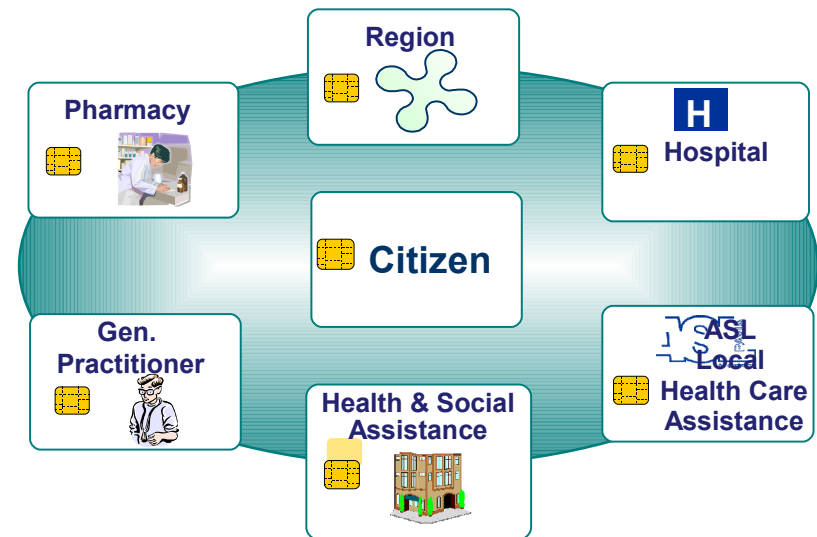 Region
Pharmacy
H
Hospital
Citizen
Gen.
Practitioner
ASL
Local
Health Care
Assistance
Health & Social
Assistance